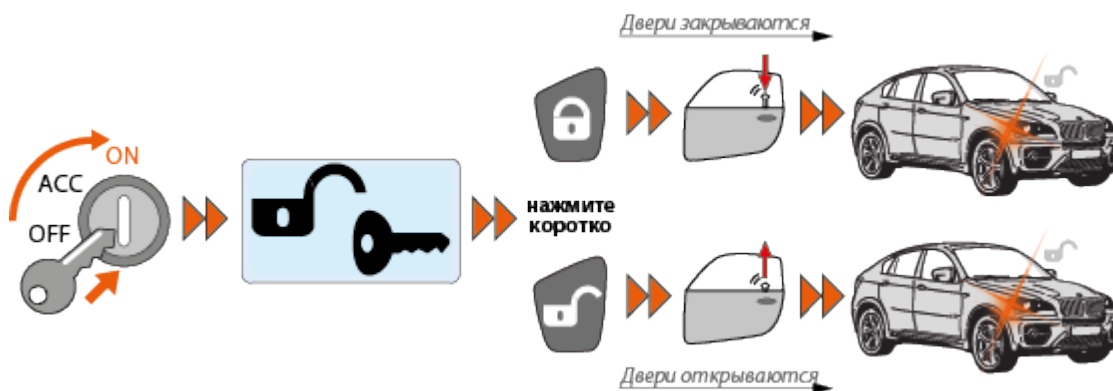 Двери закрываются
ON
ACC
OFF
нажмите
коротко
Двери открываются